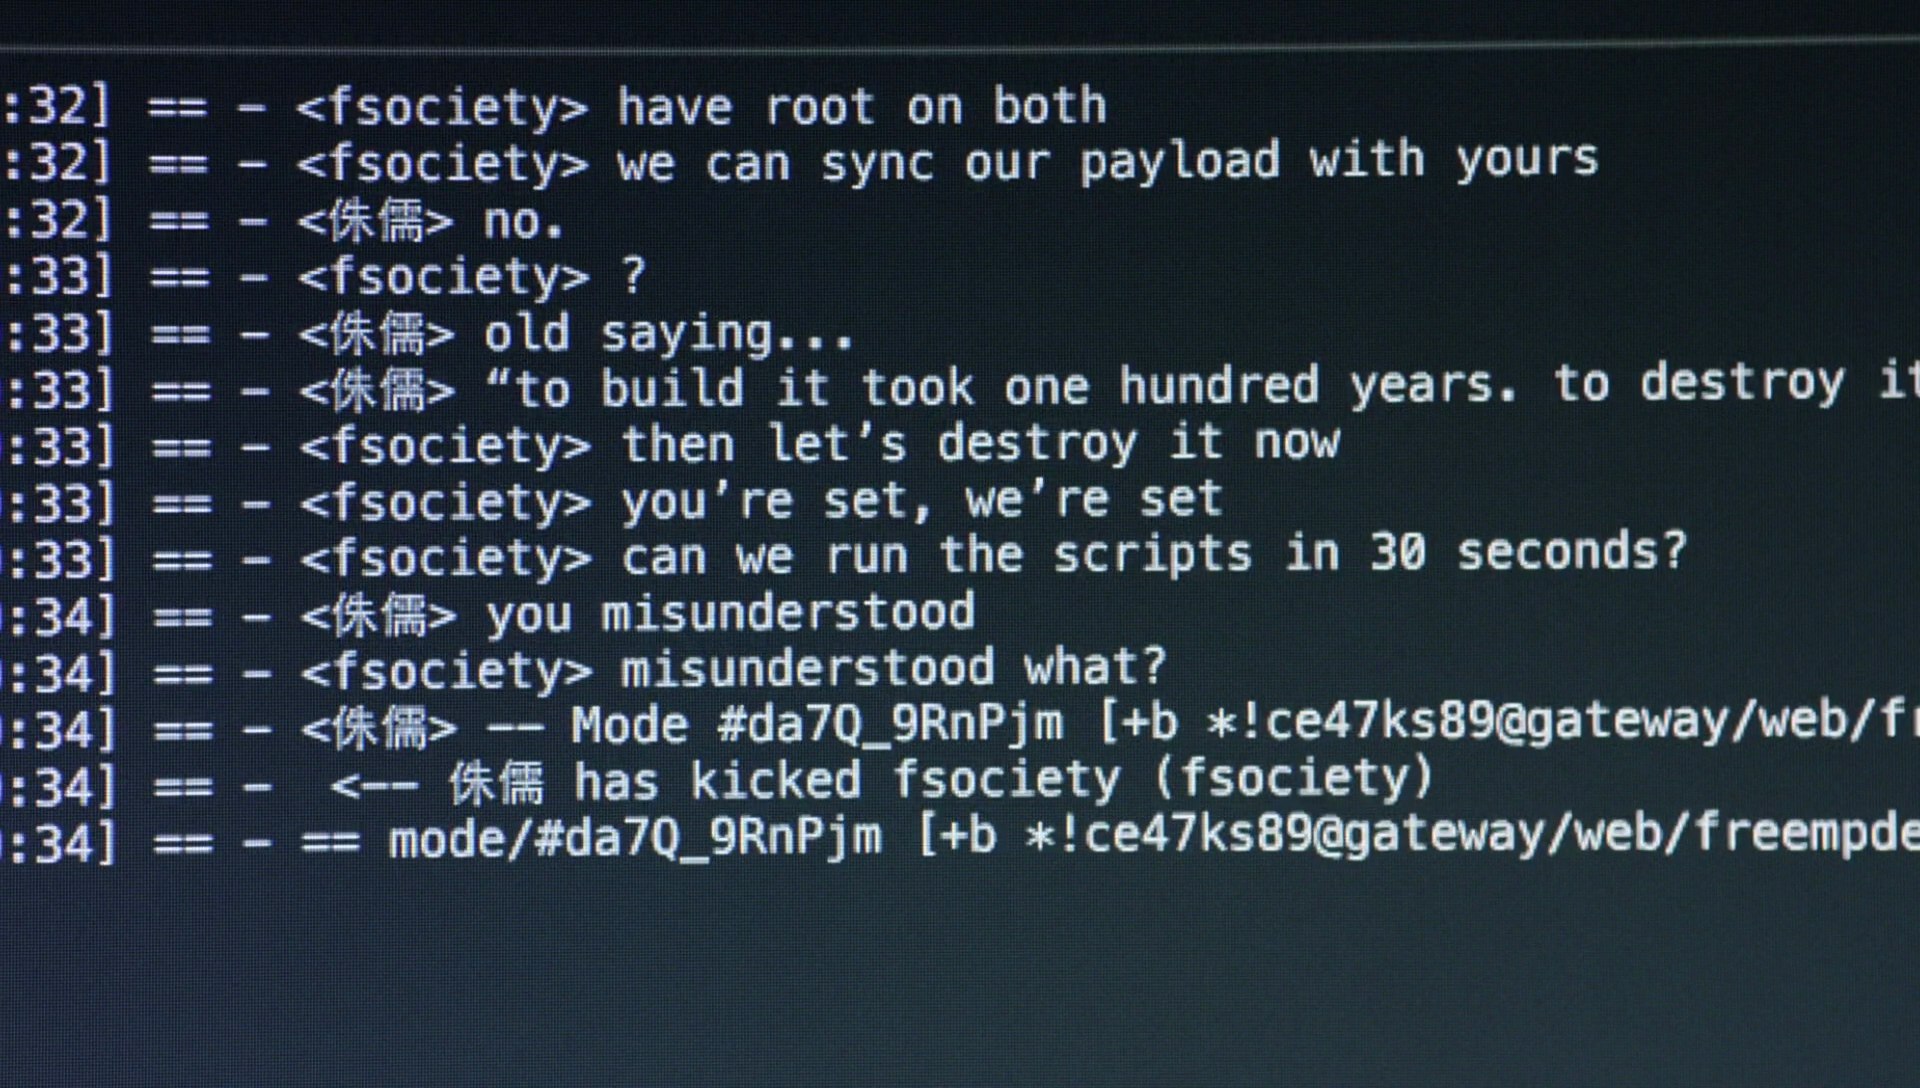 :32] == - <fsociety> have root on both
:32] == - <fsociety> we can sync our payload with yours
:32] == - <侏儒> no.
:33] == - <fsociety> ?
:33] == - <侏儒> old saying...
:33] == - <侏儒> “to build it took one hundred years. to destroy it
:33] == - <fsociety> then let’s destroy it now
:33] == - <fsociety> you’re set, we’re set
:33] == - <fsociety> can we run the scripts in 30 seconds?
:34] == - <侏儒> you misunderstood
:34] == - <fsociety> misunderstood what?
:34] == - <侏儒> –– Mode #da7Q_9RnPjm [+b *!ce47ks89@gateway/web/fr
:34] == - <–– 侏儒 has kicked fsociety (fsociety)
:34] == - == mode/#da7Q_9RnPjm [+b *!ce47ks89@gateway/web/freempde